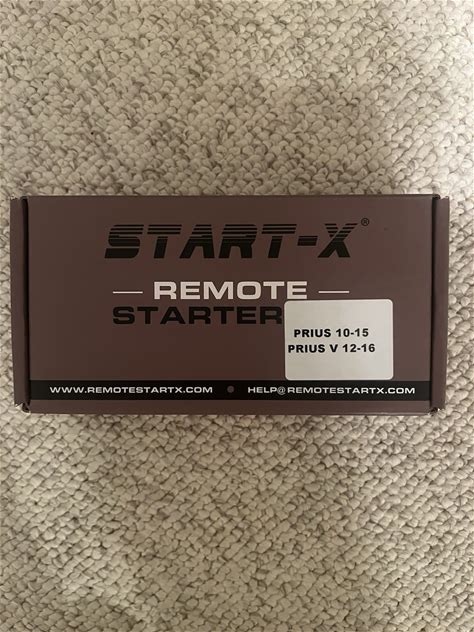 START-X®
— REMOTE —
STARTER
PRIUS 10-15
PRIUS V 12-16
WWW.REMOTESTARTX.COM • HELP@REMOTESTARTX.COM